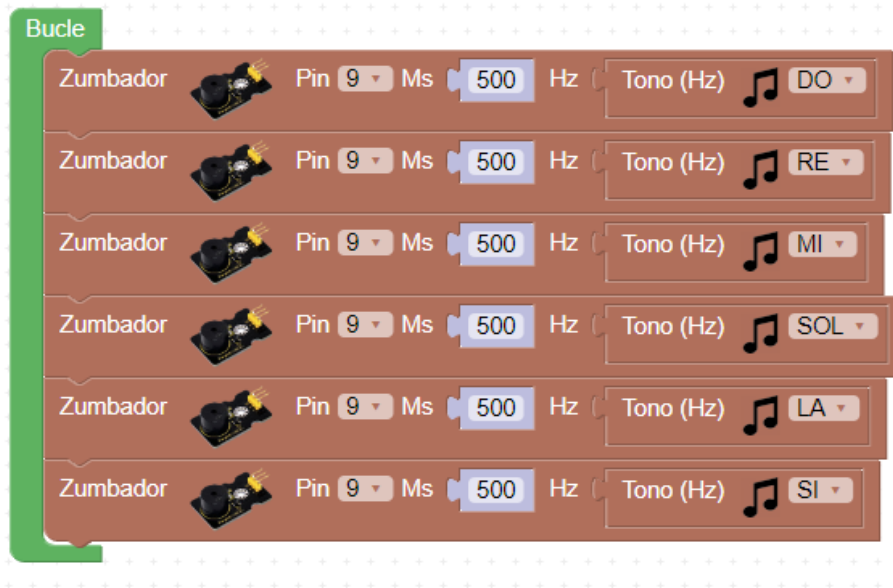 Bucle
Zumbador Pin 9 Ms 500 Hz Tono (Hz) DO
Zumbador Pin 9 Ms 500 Hz Tono (Hz) RE
Zumbador Pin 9 Ms 500 Hz Tono (Hz) MI
Zumbador Pin 9 Ms 500 Hz Tono (Hz) SOL
Zumbador Pin 9 Ms 500 Hz Tono (Hz) LA
Zumbador Pin 9 Ms 500 Hz Tono (Hz) SI